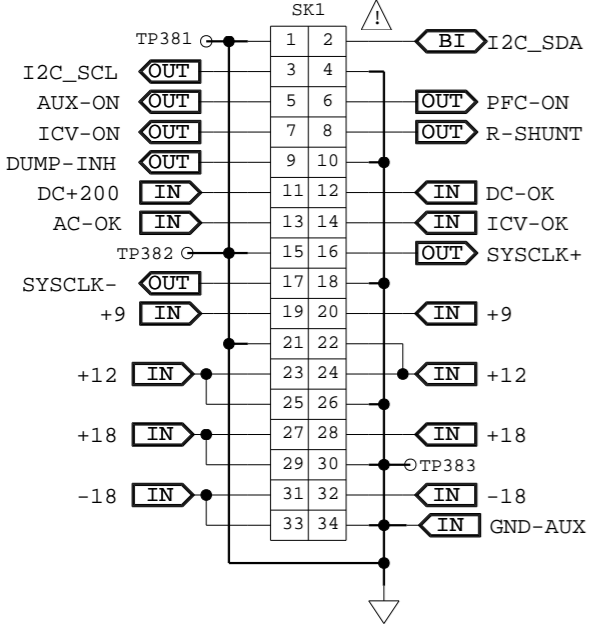 SK1
!
TP381 1 2 BI I2C_SDA
I2C_SCL OUT 3 4
AUX-ON OUT 5 6 OUT PFC-ON
ICV-ON OUT 7 8 OUT R-SHUNT
DUMP-INH OUT 9 10
DC+200 IN 11 12 IN DC-OK
AC-OK IN 13 14 IN ICV-OK
TP382 15 16 OUT SYSCLK+
SYSCLK- OUT 17 18
+9 IN 19 20 IN +9
21 22
+12 IN 23 24 IN +12
25 26
+18 IN 27 28 IN +18
29 30 TP383
-18 IN 31 32 IN -18
33 34 IN GND-AUX